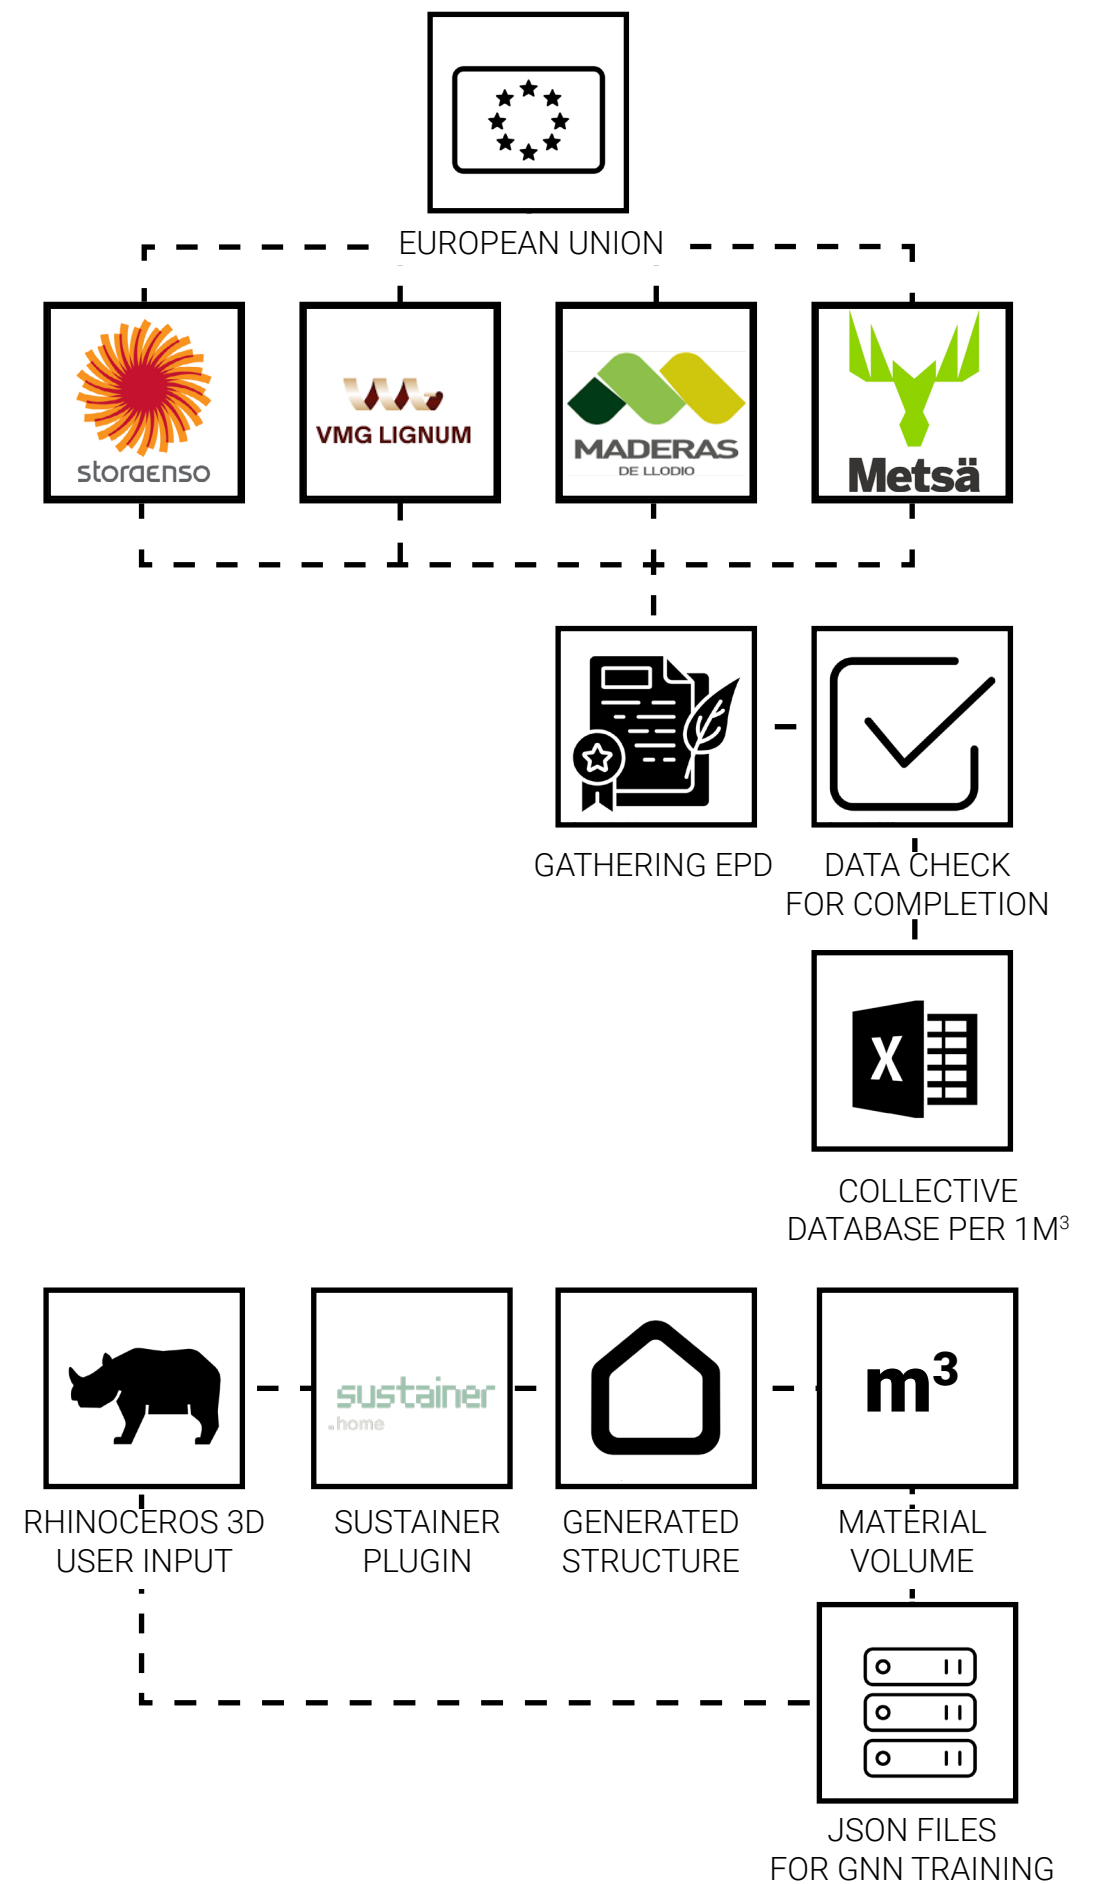 EUROPEAN UNION
storaenso
VMG LIGNUM
MADERAS
DE LLODIO
Metsä
GATHERING EPD
DATA CHECK
FOR COMPLETION
X
COLLECTIVE
DATABASE PER 1M³
sustainer
home
m³
RHINOCEROS 3D
USER INPUT
SUSTAINER
PLUGIN
GENERATED
STRUCTURE
MATERIAL
VOLUME
JSON FILES
FOR GNN TRAINING